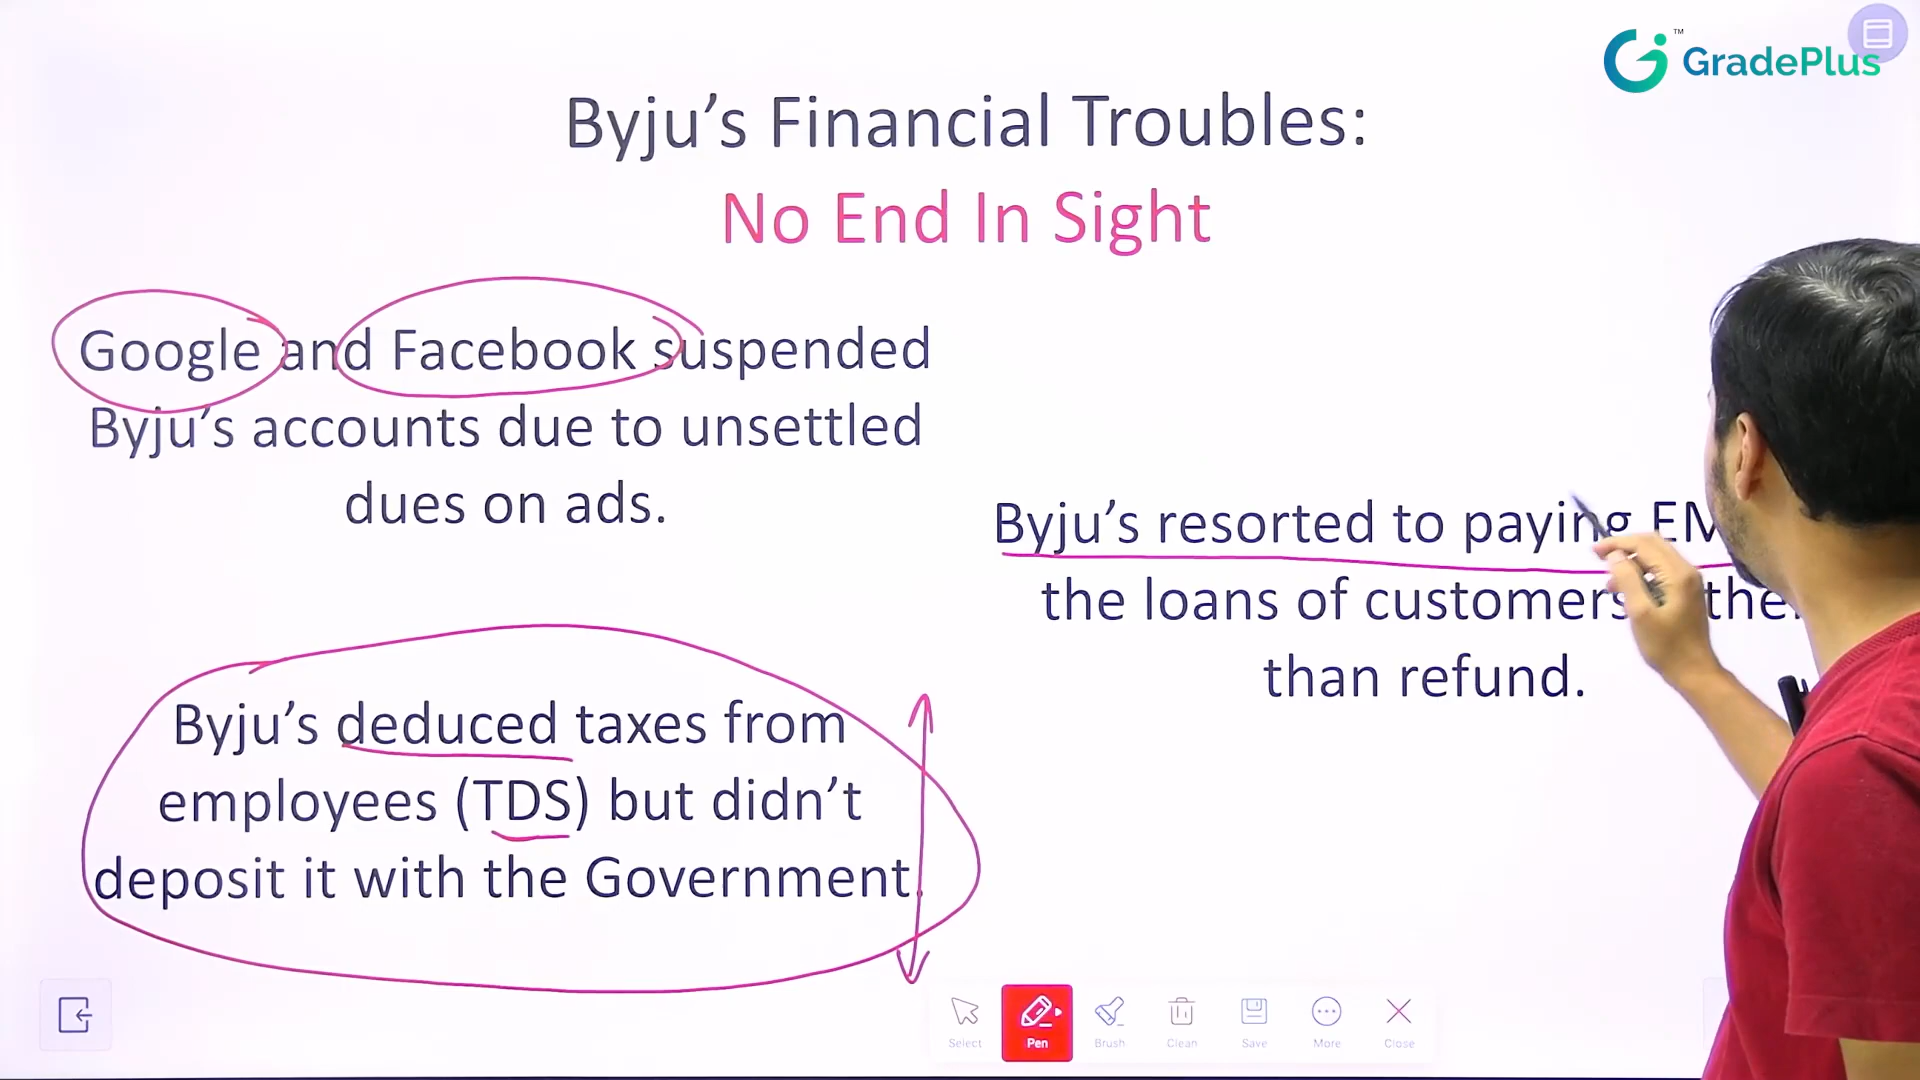 GradePlus
TM
Byju’s Financial Troubles:
No End In Sight
Google and Facebook suspended
Byju’s accounts due to unsettled
dues on ads.
Byju’s resorted to paying
the loans of customers
than refund.
Byju’s deduced taxes from
employees (TDS) but didn’t
deposit it with the Government.
Select
Pen
Brush
Clean
Save
More
Close